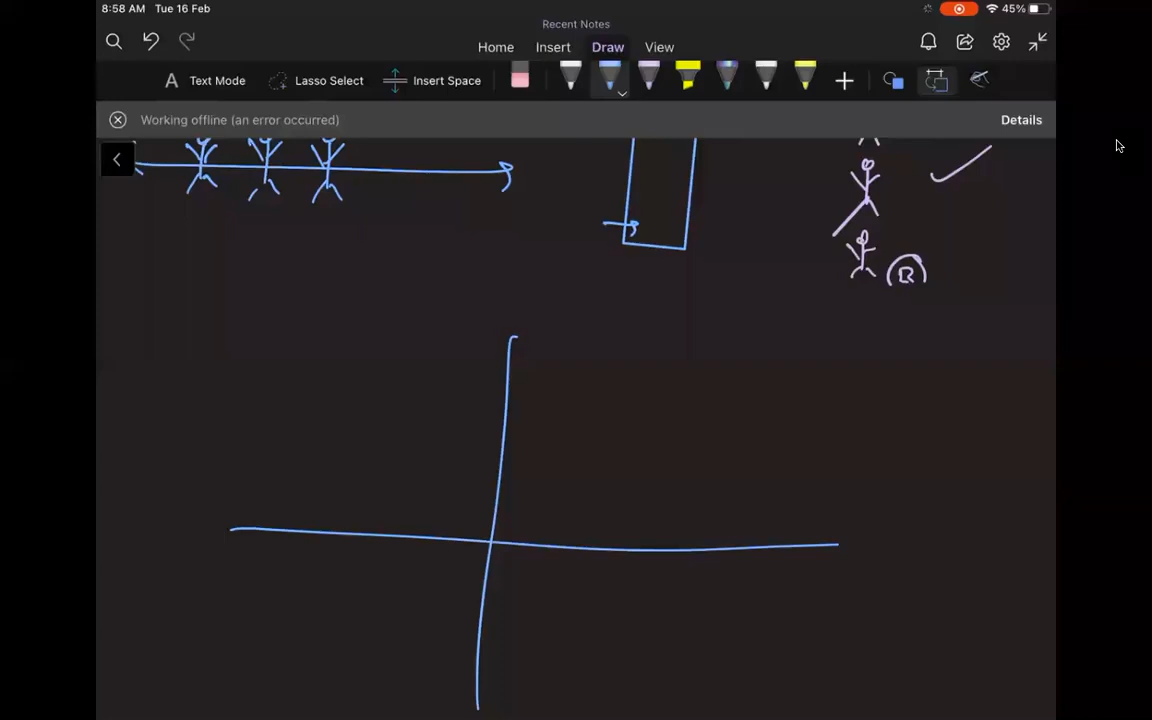 8:58 AM Tue 16 Feb
45%
Recent Notes
Home Insert Draw View
Text Mode Lasso Select Insert Space
Working offline (an error occurred) Details
R